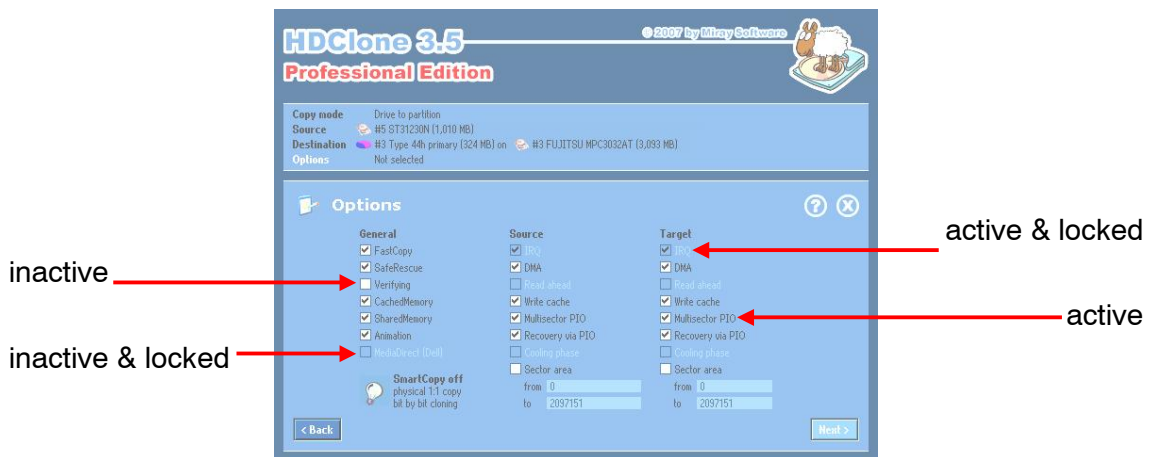 HDClone 3.5
© 2007 by Miray Software
Professional Edition
Copy mode Drive to partition
Source #5 ST31230N (1,010 MB)
Destination #3 Type 44h primary (324 MB) on #3 FUJITSU MPC3032AT (3,093 MB)
Options Not selected
Options ? X
General Source Target
FastCopy IRQ IRQ
SafeRescue DMA DMA
Verifying Read ahead Read ahead
CachedMemory Write cache Write cache
SharedMemory Multisector PIO Multisector PIO
Animation Recovery via PIO Recovery via PIO
MediaDirect (Dell) Cooling phase Cooling phase
Sector area Sector area
SmartCopy off from 0 from 0
physical 1:1 copy
bit by bit cloning to 2097151 to 2097151
< Back Next >
inactive
inactive & locked
active & locked
active